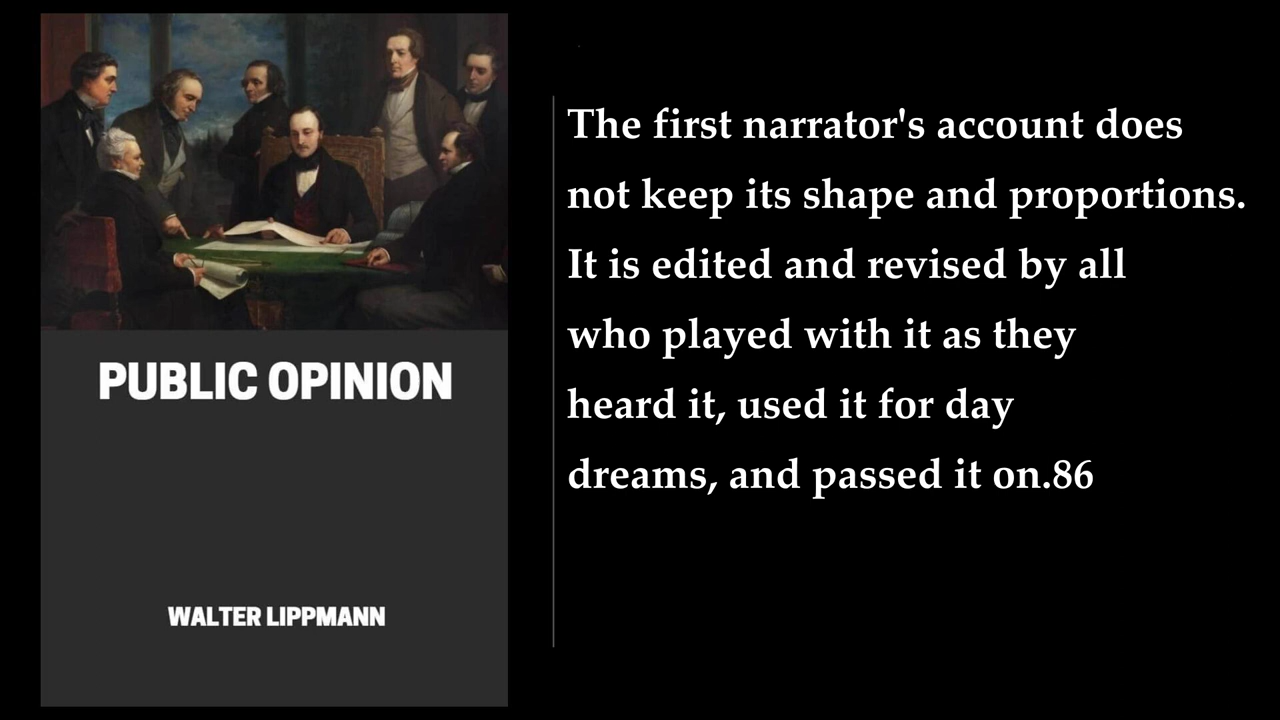 PUBLIC OPINION
WALTER LIPPMANN
The first narrator's account does
not keep its shape and proportions.
It is edited and revised by all
who played with it as they
heard it, used it for day
dreams, and passed it on.86